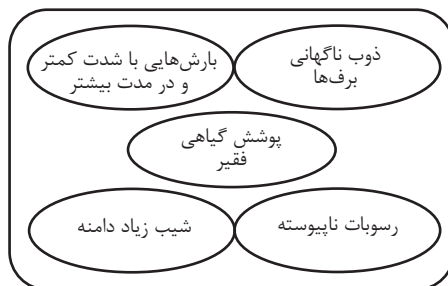 ذوب ناگهانی
برف‌ها
بارش‌هایی با شدت کمتر
و در مدت بیشتر
پوشش گیاهی
فقیر
رسوبات ناپیوسته
شیب زیاد دامنه